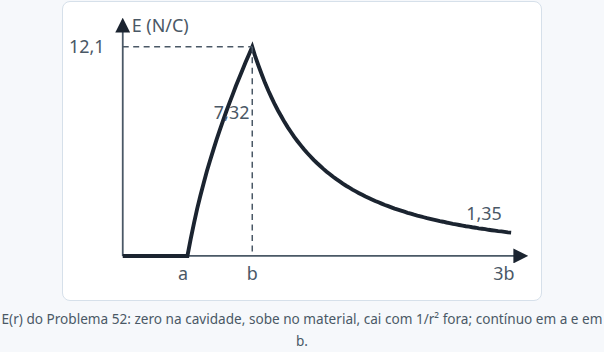 E (N/C)
12,1
7,32
1,35
a
b
3b
E(r) do Problema 52: zero na cavidade, sobe no material, cai com 1/r² fora; contínuo em a e em
b.